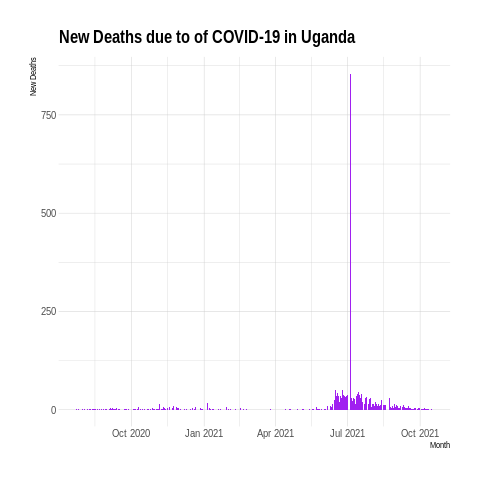 New Deaths due to of COVID-19 in Uganda
New Deaths
750
500
250
0
Oct 2020 Jan 2021 Apr 2021 Jul 2021 Oct 2021
Month